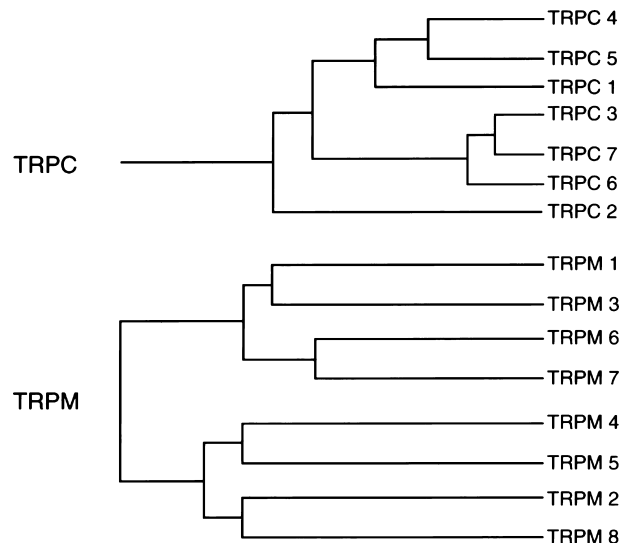 TRPC 4
TRPC 5
TRPC 1
TRPC 3
TRPC
TRPC 7
TRPC 6
TRPC 2
TRPM 1
TRPM 3
TRPM 6
TRPM 7
TRPM
TRPM 4
TRPM 5
TRPM 2
TRPM 8